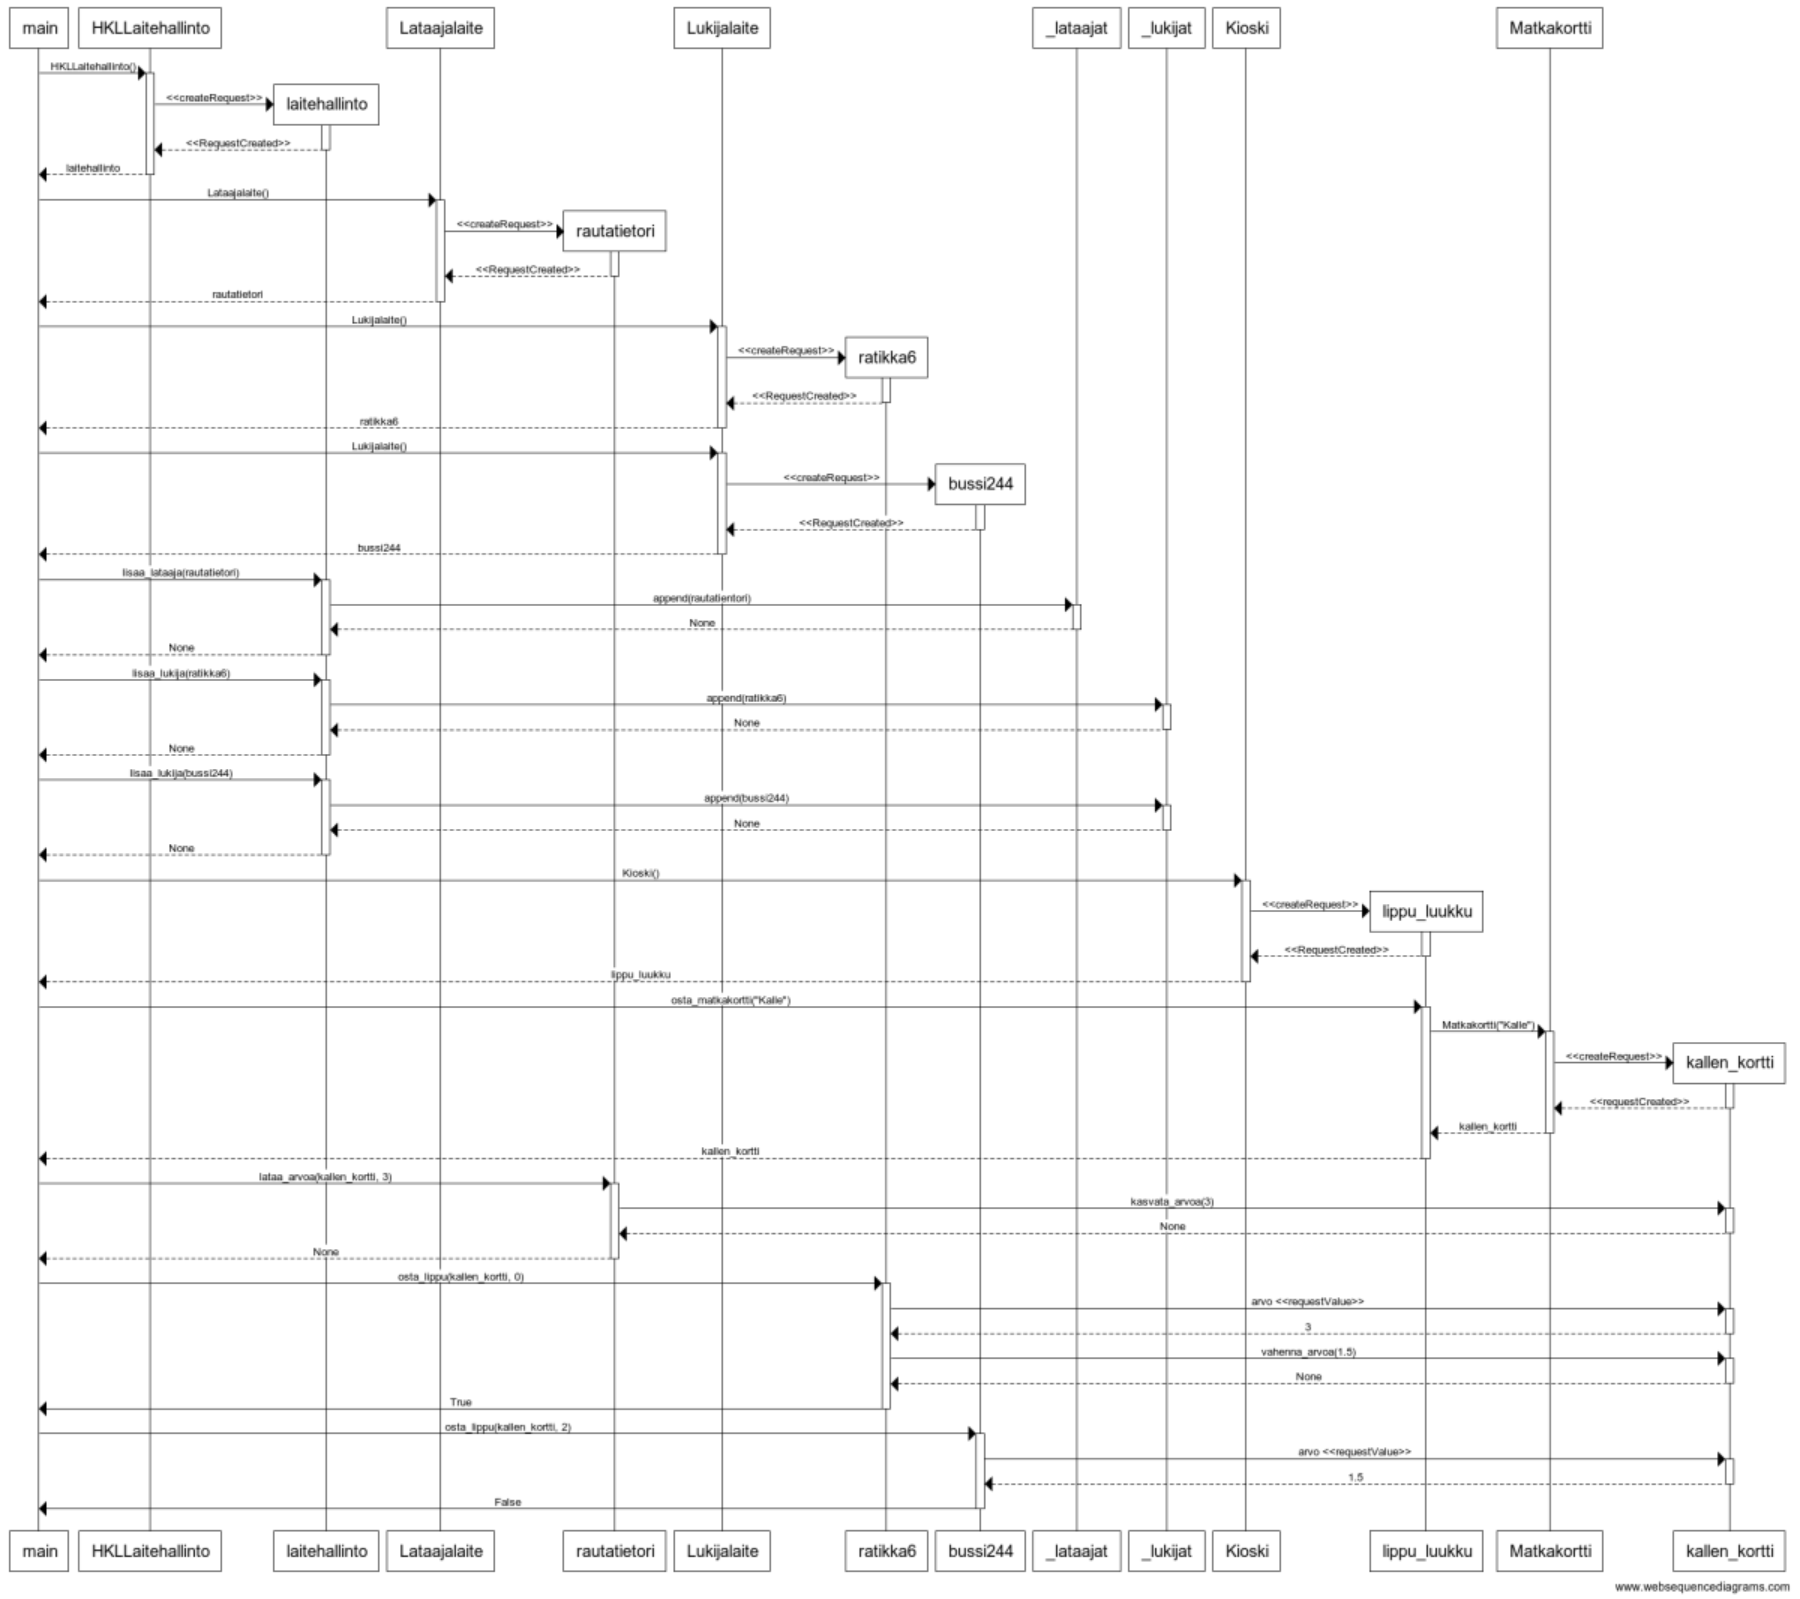 main
HKLLaitehallinto
Lataajalaite
Lukijalaite
_lataajat
_lukijat
Kioski
Matkakortti
HKLLaitehallinto()
<<createRequest>>
laitehallinto
<<RequestCreated>>
laitehallinto
Lataajalaite()
<<createRequest>>
rautatietori
<<RequestCreated>>
rautatietori
Lukijalaite()
<<createRequest>>
ratikka6
<<RequestCreated>>
ratikka6
Lukijalaite()
<<createRequest>>
bussi244
<<RequestCreated>>
bussi244
lisaa_lataaja(rautatietori)
append(rautatientori)
None
None
lisaa_lukija(ratikka6)
append(ratikka6)
None
None
lisaa_lukija(bussi244)
append(bussi244)
None
None
Kioski()
<<createRequest>>
lippu_luukku
<<RequestCreated>>
lippu_luukku
osta_matkakortti("Kalle")
Matkakortti("Kalle")
<<createRequest>>
kallen_kortti
<<requestCreated>>
kallen_kortti
kallen_kortti
lataa_arvoa(kallen_kortti, 3)
kasvata_arvoa(3)
None
None
osta_lippu(kallen_kortti, 0)
arvo <<requestValue>>
3
vahenna_arvoa(1.5)
None
True
osta_lippu(kallen_kortti, 2)
arvo <<requestValue>>
1.5
False
main
HKLLaitehallinto
laitehallinto
Lataajalaite
rautatietori
Lukijalaite
ratikka6
bussi244
_lataajat
_lukijat
Kioski
lippu_luukku
Matkakortti
kallen_kortti
www.websequencediagrams.com